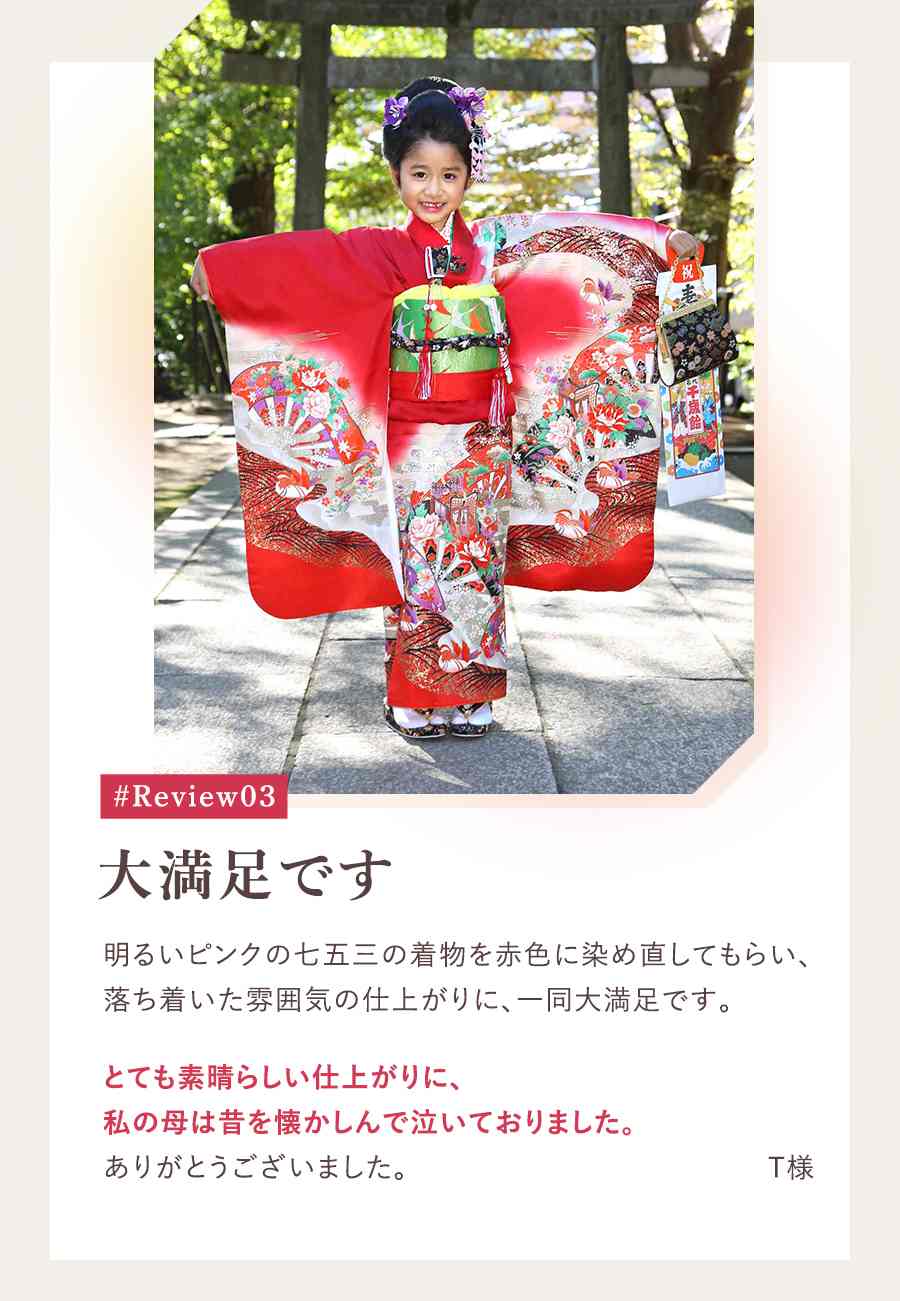 祝
寿
千歳飴
#Review03
大満足です
明るいピンクの七五三の着物を赤色に染め直してもらい、
落ち着いた雰囲気の仕上がりに、一同大満足です。
とても素晴らしい仕上がりに、
私の母は昔を懐かしんで泣いておりました。
ありがとうございました。
T様